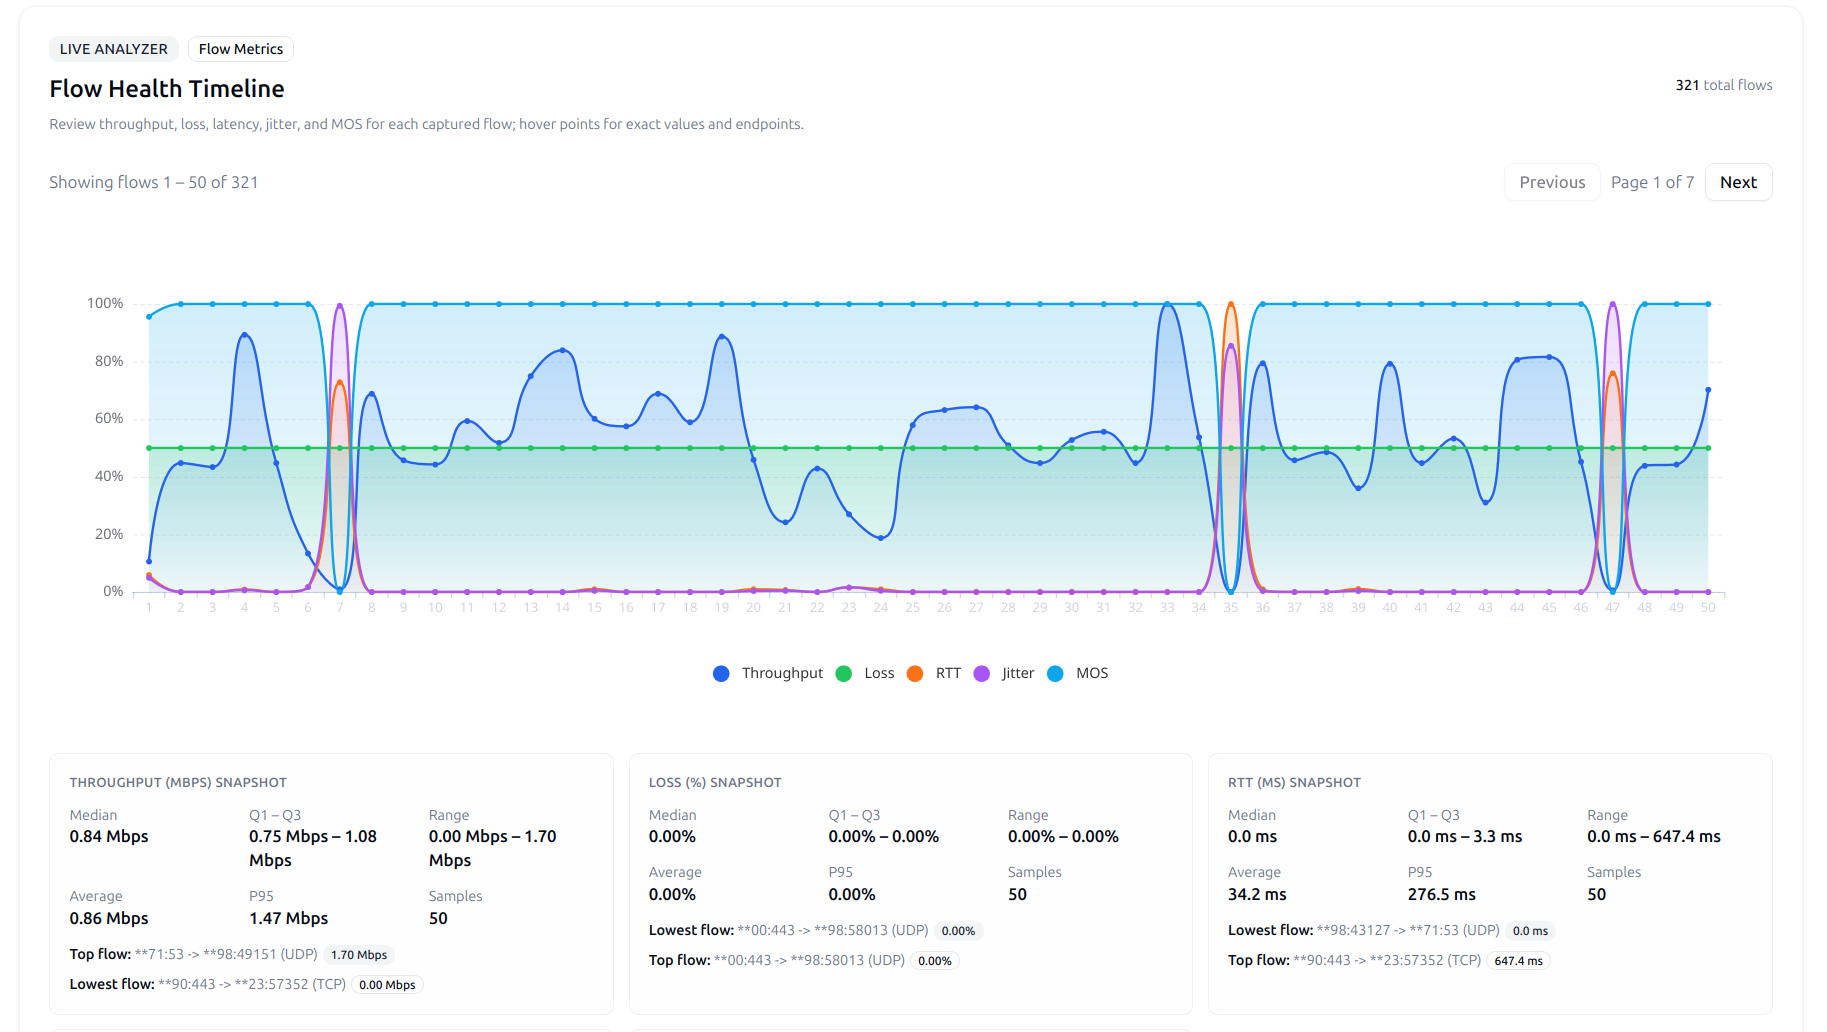 LIVE ANALYZER Flow Metrics
Flow Health Timeline
321 total flows
Review throughput, loss, latency, jitter, and MOS for each captured flow; hover points for exact values and endpoints.
Showing flows 1 – 50 of 321
Previous Page 1 of 7 Next
100%
80%
60%
40%
20%
0%
1 2 3 4 5 6 7 8 9 10 11 12 13 14 15 16 17 18 19 20 21 22 23 24 25 26 27 28 29 30 31 32 33 34 35 36 37 38 39 40 41 42 43 44 45 46 47 48 49 50
Throughput Loss RTT Jitter MOS
THROUGHPUT (MBPS) SNAPSHOT
Median Q1 – Q3 Range
0.84 Mbps 0.75 Mbps – 1.08 0.00 Mbps – 1.70
Mbps Mbps
Average P95 Samples
0.86 Mbps 1.47 Mbps 50
Top flow: **71:53 -> **98:49151 (UDP) 1.70 Mbps
Lowest flow: **90:443 -> **23:57352 (TCP) 0.00 Mbps
LOSS (%) SNAPSHOT
Median Q1 – Q3 Range
0.00% 0.00% – 0.00% 0.00% – 0.00%
Average P95 Samples
0.00% 0.00% 50
Lowest flow: **00:443 -> **98:58013 (UDP) 0.00%
Top flow: **00:443 -> **98:58013 (UDP) 0.00%
RTT (MS) SNAPSHOT
Median Q1 – Q3 Range
0.0 ms 0.0 ms – 3.3 ms 0.0 ms – 647.4 ms
Average P95 Samples
34.2 ms 276.5 ms 50
Lowest flow: **98:43127 -> **71:53 (UDP) 0.0 ms
Top flow: **90:443 -> **23:57352 (TCP) 647.4 ms